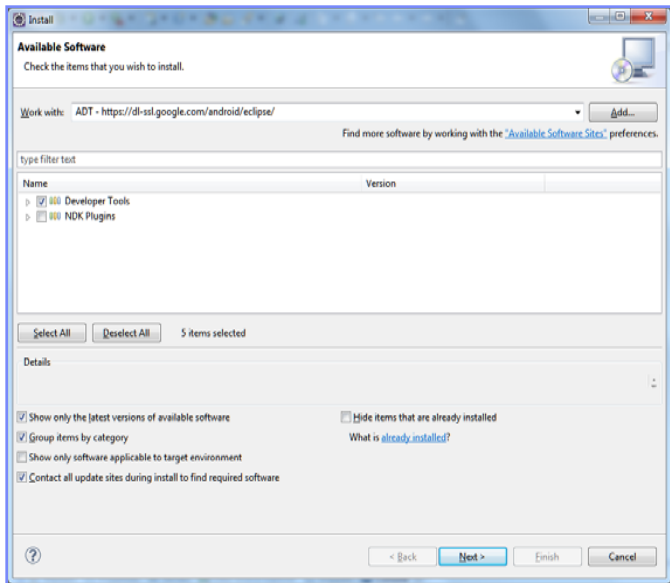 Install
Available Software
Check the items that you wish to install.
Work with: ADT - https://dl-ssl.google.com/android/eclipse/ Add...
Find more software by working with the "Available Software Sites" preferences.
type filter text
Name Version
Developer Tools
NDK Plugins
Select All Deselect All 5 items selected
Details
Show only the latest versions of available software Hide items that are already installed
Group items by category What is already installed?
Show only software applicable to target environment
Contact all update sites during install to find required software
? < Back Next > Finish Cancel